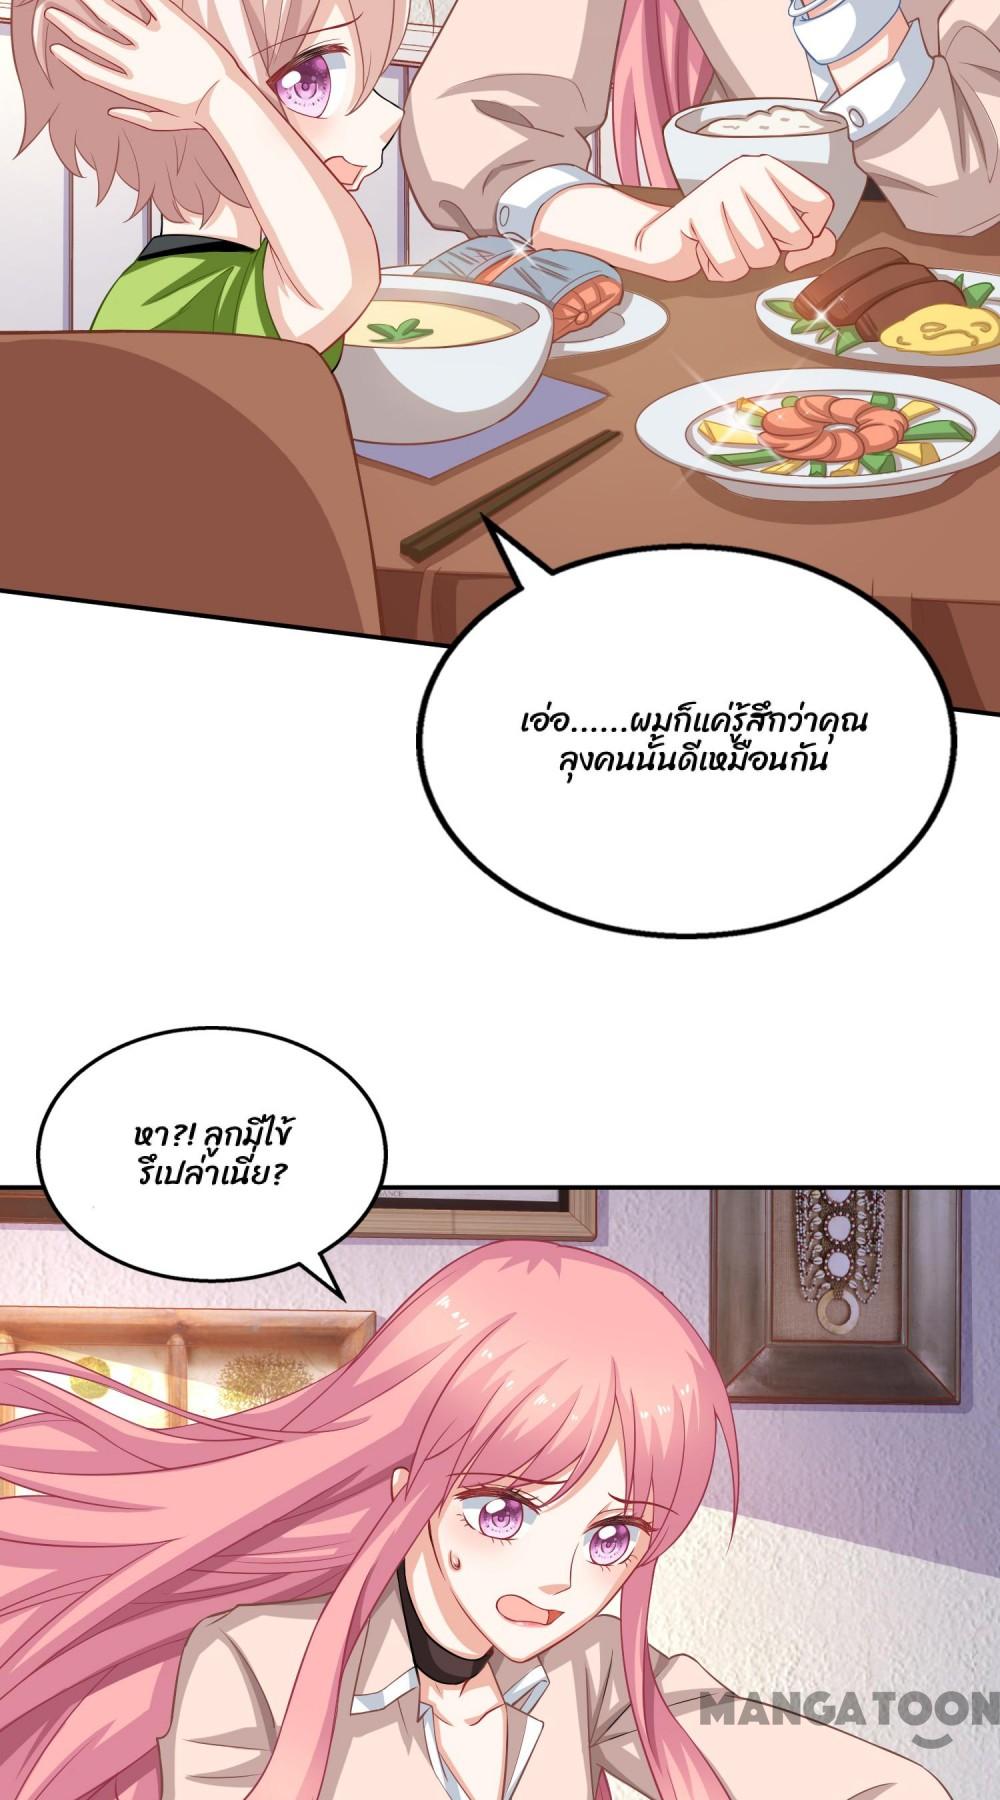 เอ่อ......ผมก็แค่รู้สึกว่าคุณ
ลุงคนนั้นดีเหมือนกัน
หา?! ลูกมีไข้
รึเปล่าเนี่ย?
MANGATOON